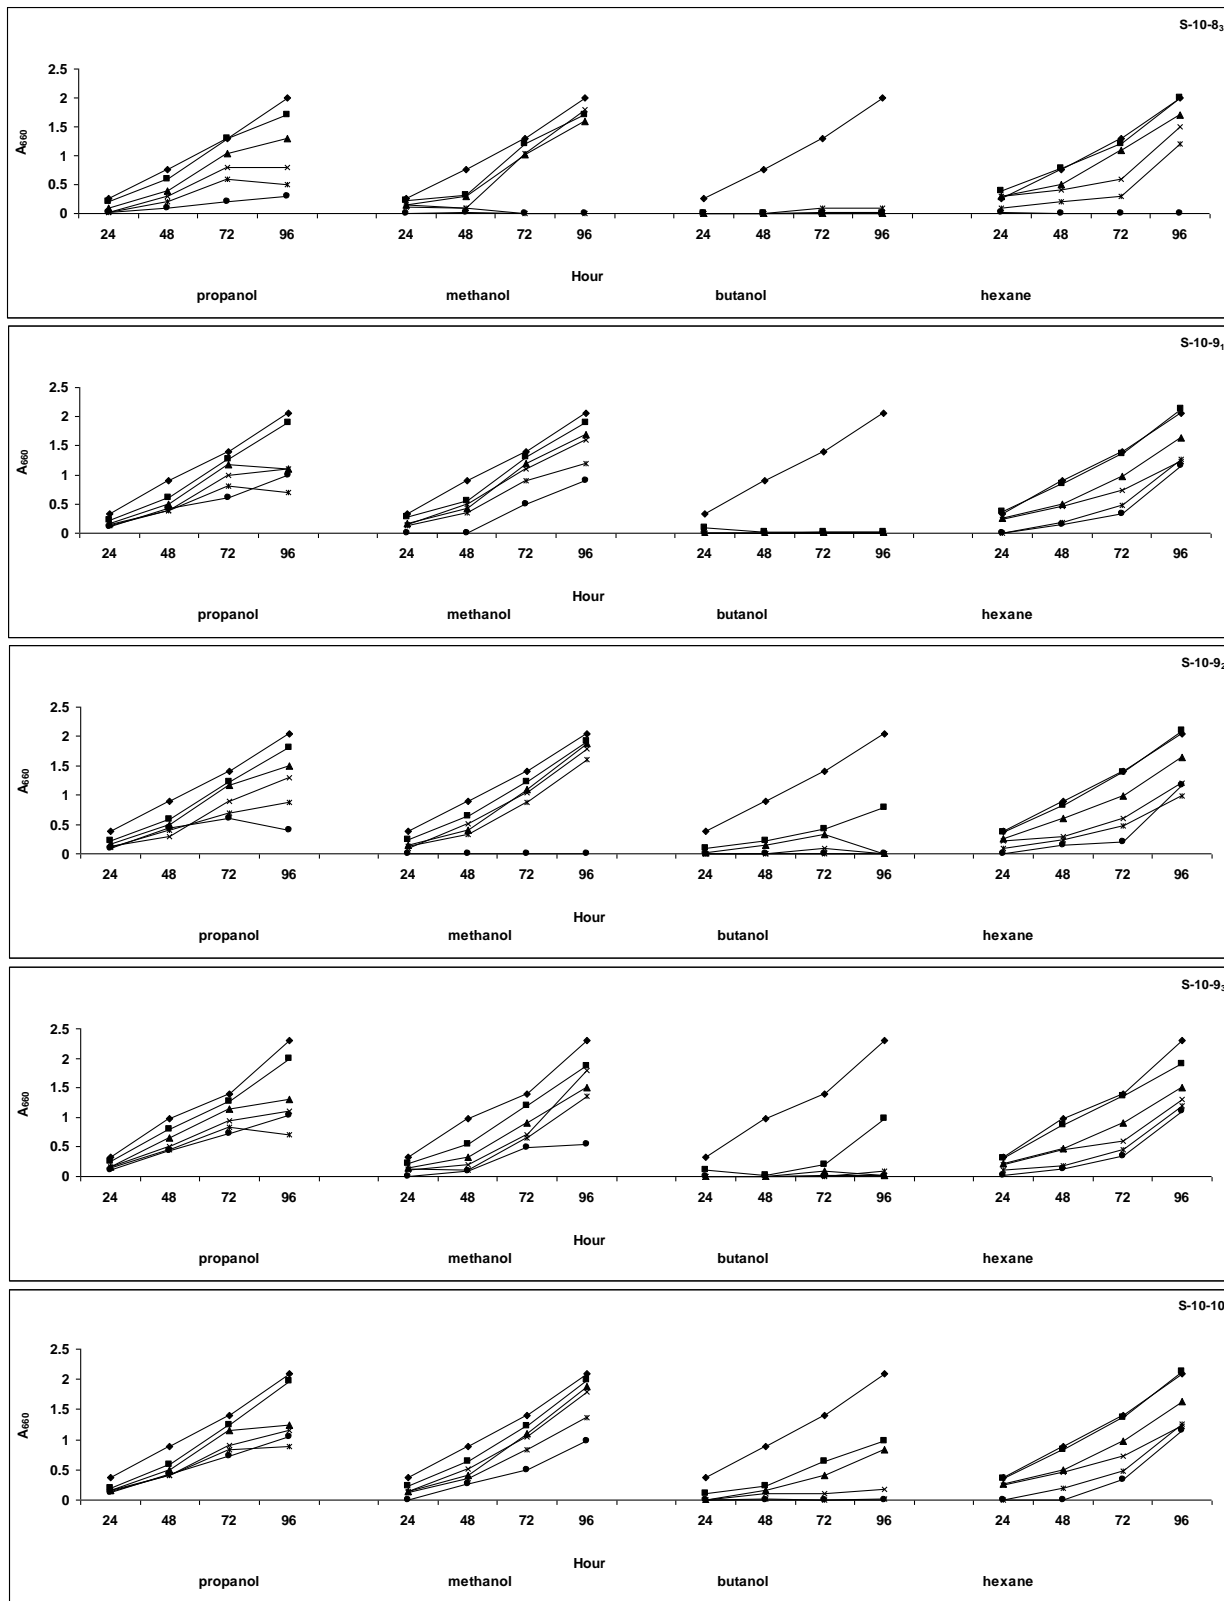 S-10-8₃
2.5
2
1.5
1
0.5
0
A₆₆₀
24 48 72 96 24 48 72 96 24 48 72 96 24 48 72 96
Hour
propanol methanol butanol hexane
S-10-9₁
2.5
2
1.5
1
0.5
0
A₆₆₀
24 48 72 96 24 48 72 96 24 48 72 96 24 48 72 96
Hour
propanol methanol butanol hexane
S-10-9₂
2.5
2
1.5
1
0.5
0
A₆₆₀
24 48 72 96 24 48 72 96 24 48 72 96 24 48 72 96
Hour
propanol methanol butanol hexane
S-10-9₃
2.5
2
1.5
1
0.5
0
A₆₆₀
24 48 72 96 24 48 72 96 24 48 72 96 24 48 72 96
Hour
propanol methanol butanol hexane
S-10-10
2.5
2
1.5
1
0.5
0
A₆₆₀
24 48 72 96 24 48 72 96 24 48 72 96 24 48 72 96
Hour
propanol methanol butanol hexane